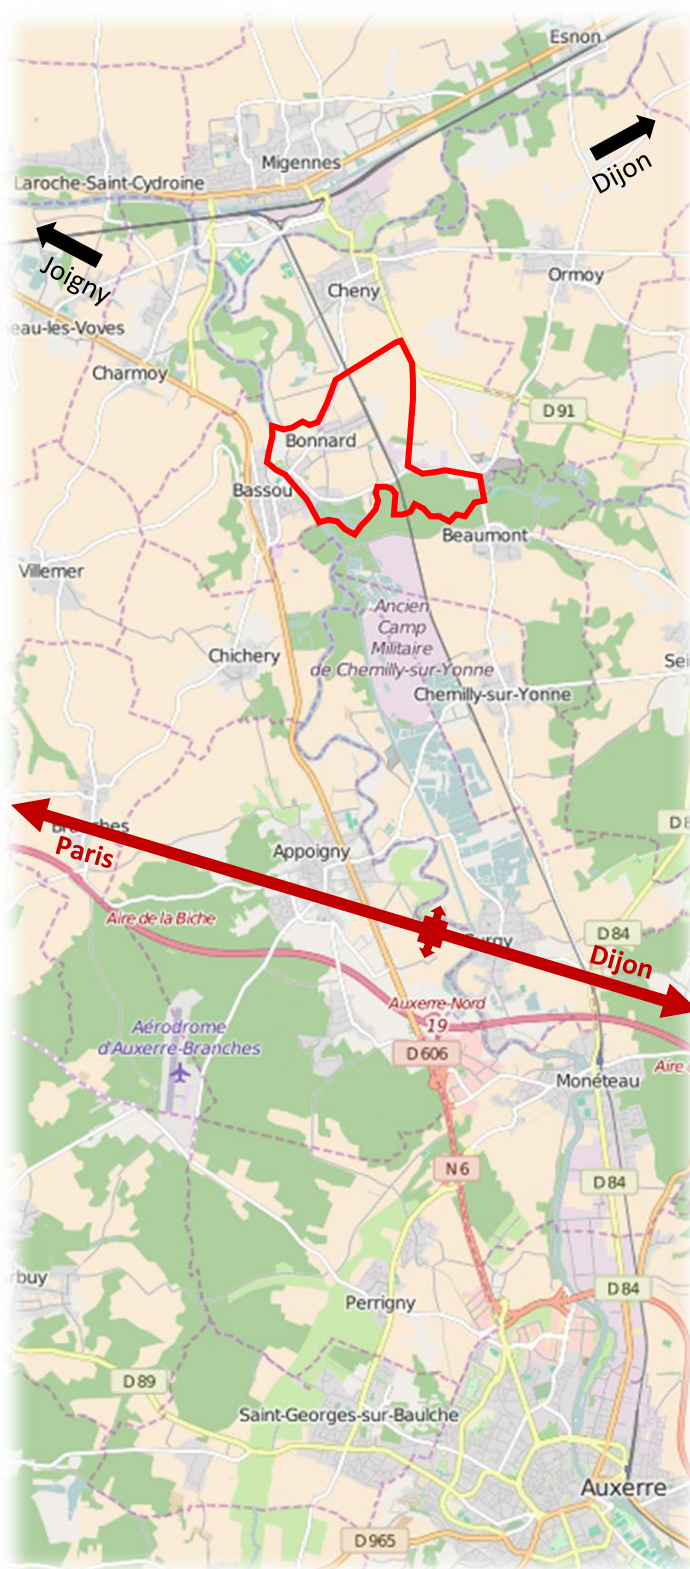 Esnon
Dijon
Migennes
Laroche-Saint-Cydroine
Joigny
Ormoy
Cheny
eau-les-Voves
Charmoy
D 91
Bonnard
Bassou
Beaumont
Villemer
Ancien
Camp
Militaire
de Chemilly-sur-Yonne
Chichery
Sei
Chemilly-sur-Yonne
D 8
Paris
Appoigny
Aire de la Biche
D 84
Dijon
Auxerre-Nord
19
Aérodrome
d'Auxerre-Branches
D 606
Aire
Monéteau
N 6
D 84
rbuy
D 84
Perrigny
D 89
Saint-Georges-sur-Baulche
Auxerre
D 965